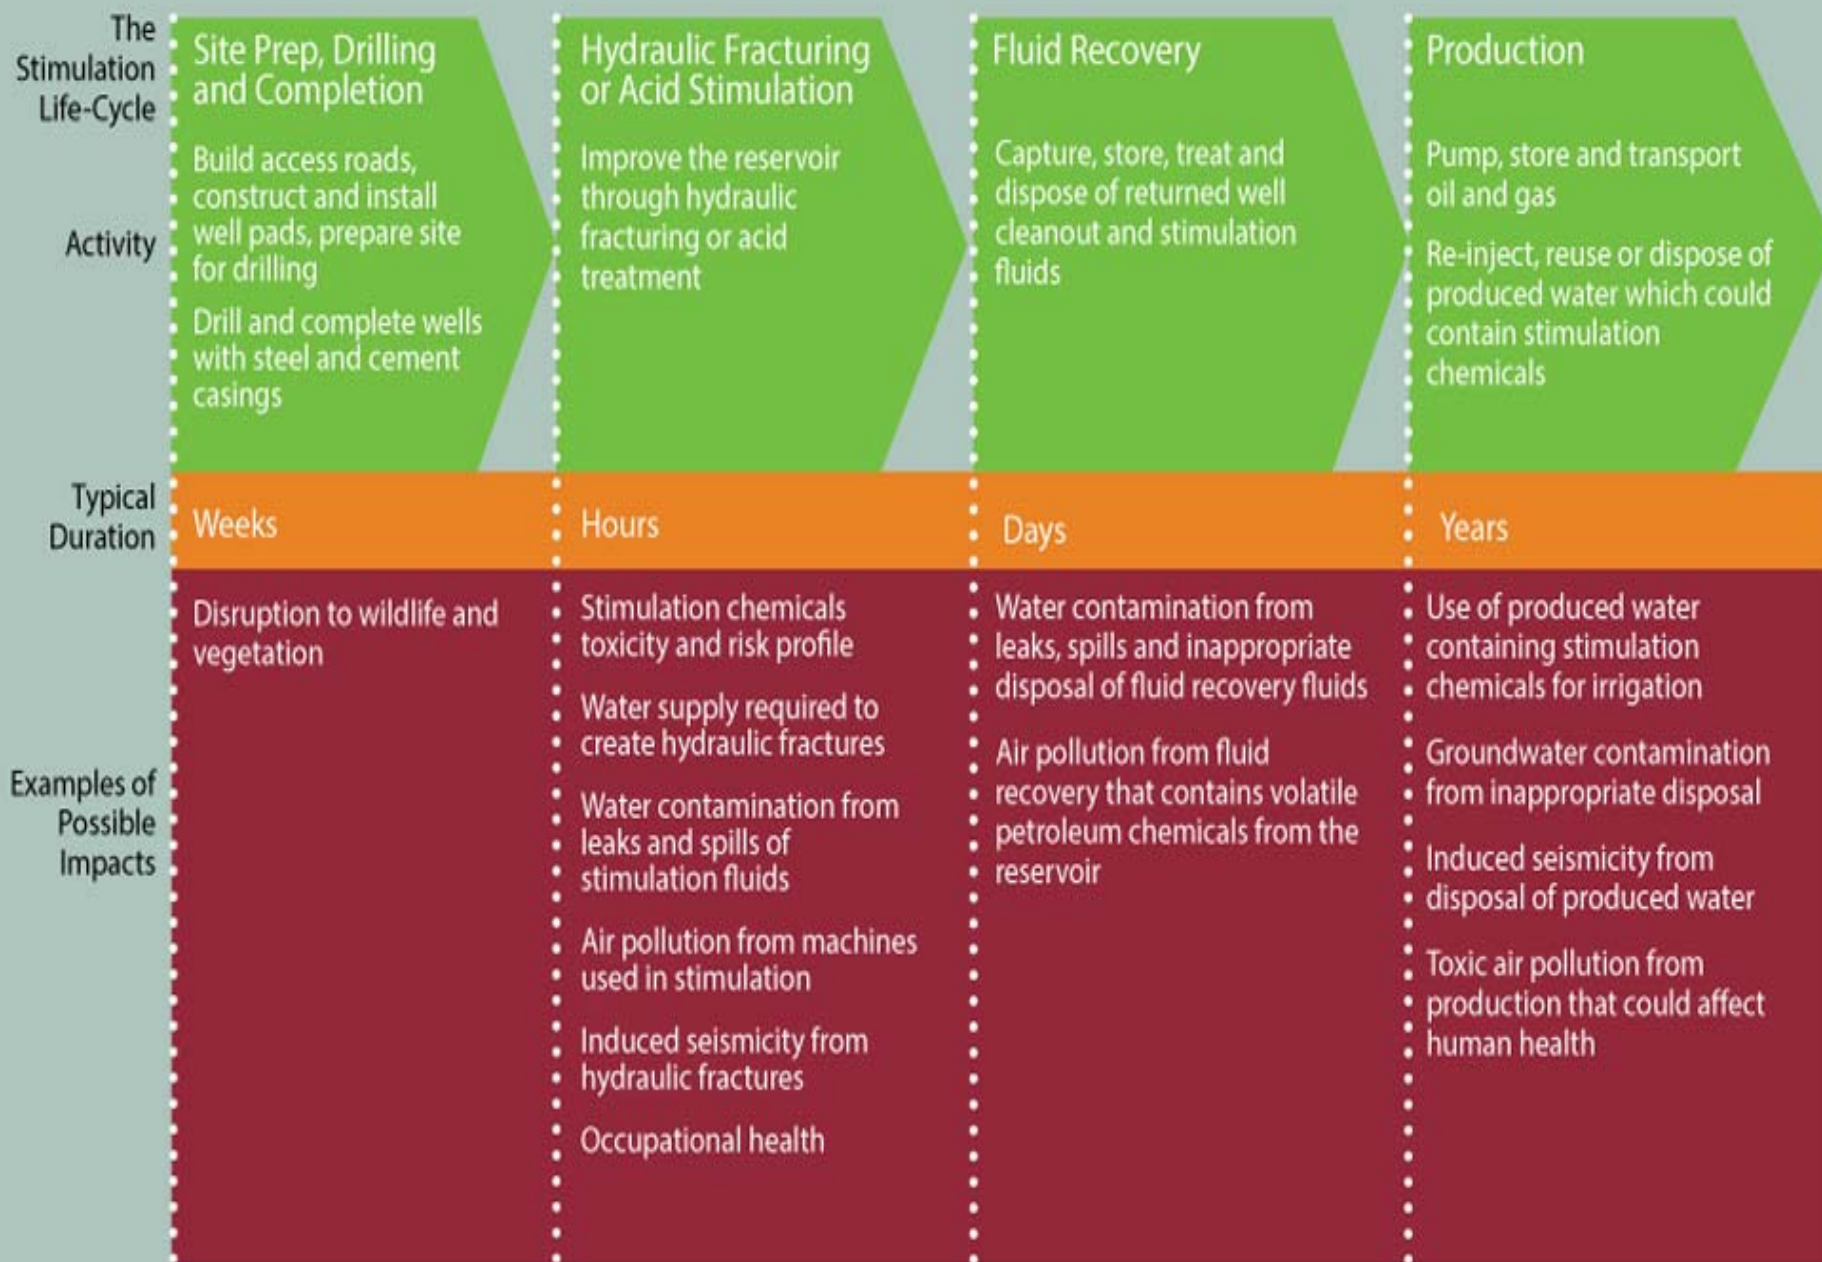 The
Stimulation
Life-Cycle
Site Prep, Drilling
and Completion
Hydraulic Fracturing
or Acid Stimulation
Fluid Recovery
Production
Activity
Build access roads,
construct and install
well pads, prepare site
for drilling
Drill and complete wells
with steel and cement
casings
Improve the reservoir
through hydraulic
fracturing or acid
treatment
Capture, store, treat and
dispose of returned well
cleanout and stimulation
fluids
Pump, store and transport
oil and gas
Re-inject, reuse or dispose of
produced water which could
contain stimulation
chemicals
Typical
Duration
Weeks
Hours
Days
Years
Examples of
Possible
Impacts
Disruption to wildlife and
vegetation
Stimulation chemicals
toxicity and risk profile
Water supply required to
create hydraulic fractures
Water contamination from
leaks and spills of
stimulation fluids
Air pollution from machines
used in stimulation
Induced seismicity from
hydraulic fractures
Occupational health
Water contamination from
leaks, spills and inappropriate
disposal of fluid recovery fluids
Air pollution from fluid
recovery that contains volatile
petroleum chemicals from the
reservoir
Use of produced water
containing stimulation
chemicals for irrigation
Groundwater contamination
from inappropriate disposal
Induced seismicity from
disposal of produced water
Toxic air pollution from
production that could affect
human health